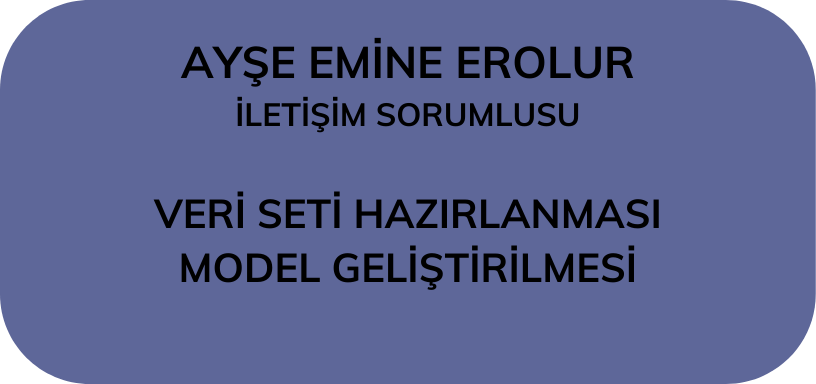 AYŞE EMİNE EROLUR
İLETİŞİM SORUMLUSU
VERİ SETİ HAZIRLANMASI
MODEL GELİŞTİRİLMESİ